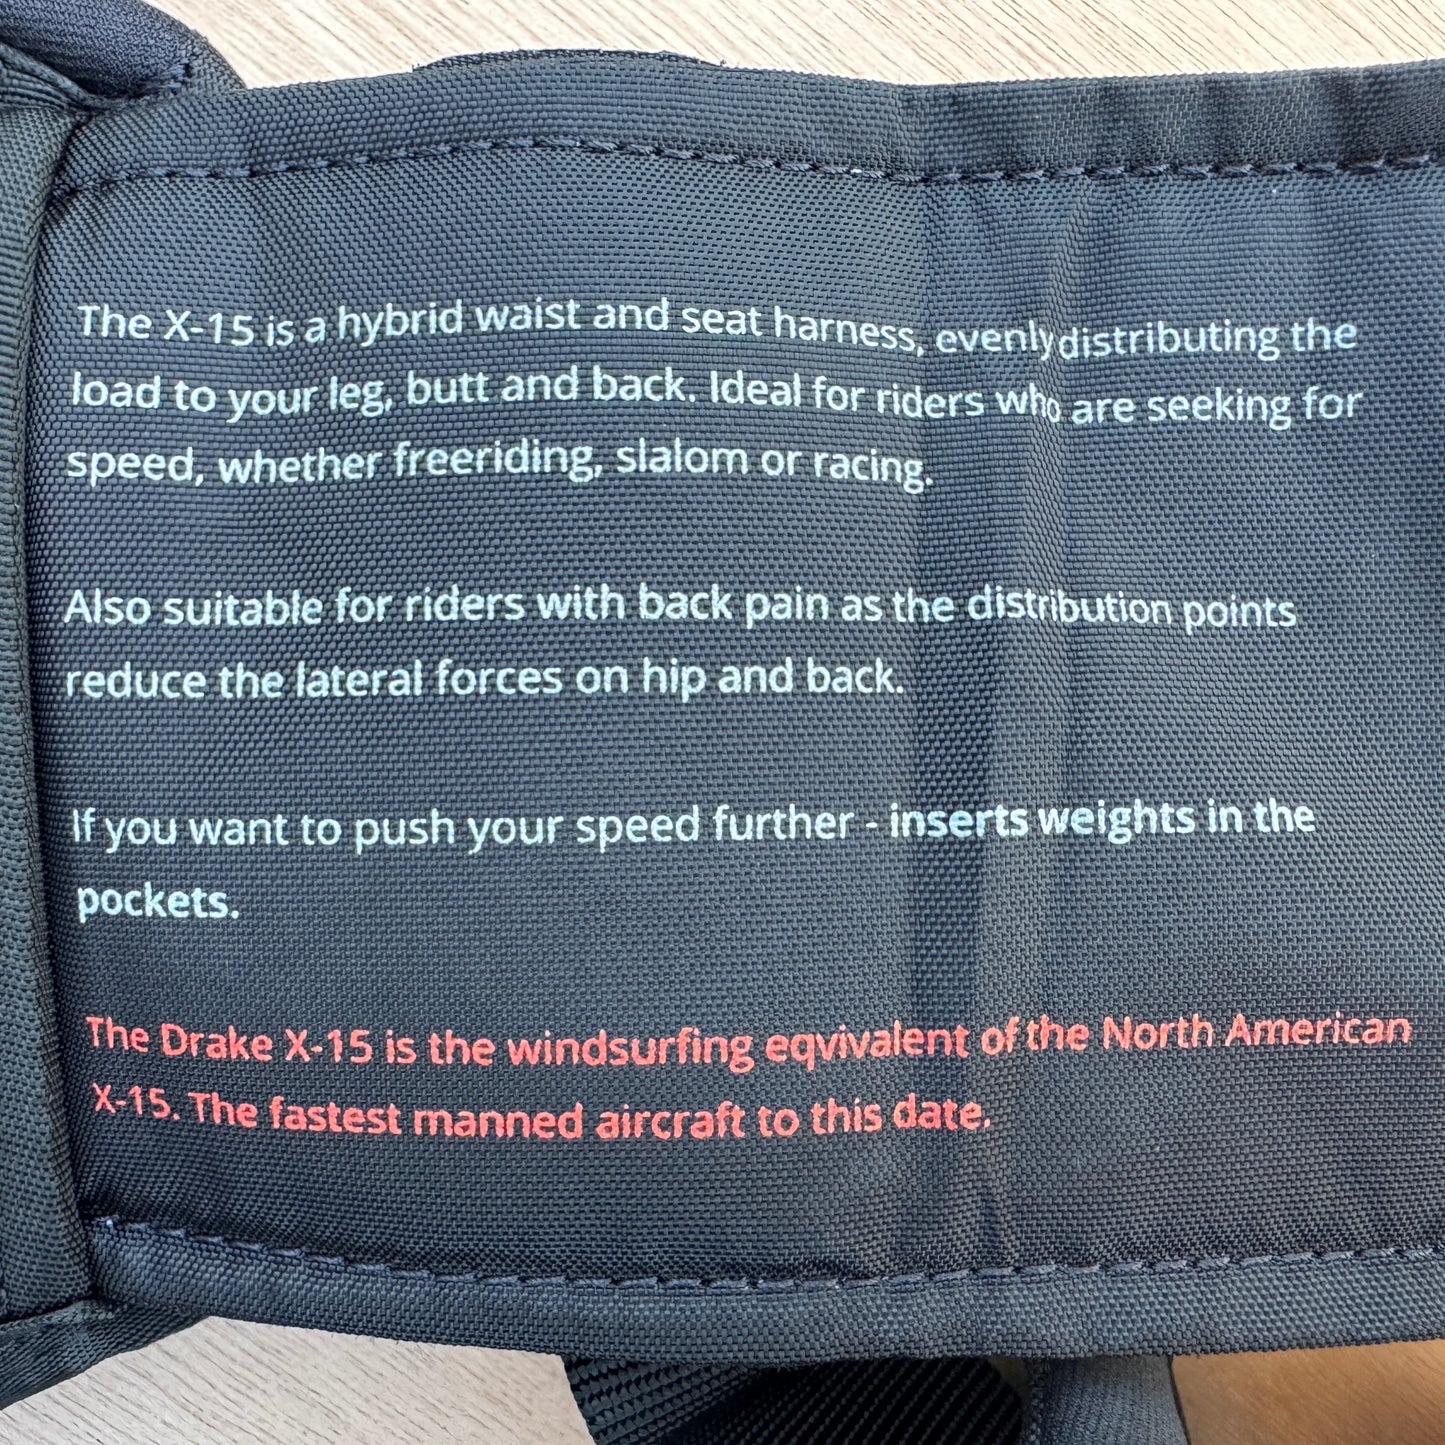 The X-15 is a hybrid waist and seat harness, evenly distributing the
load to your leg, butt and back. Ideal for riders who are seeking for
speed, whether freeriding, slalom or racing.
Also suitable for riders with back pain as the distribution points
reduce the lateral forces on hip and back.
If you want to push your speed further - inserts weights in the
pockets.
The Drake X-15 is the windsurfing eqvivalent of the North American
X-15. The fastest manned aircraft to this date.